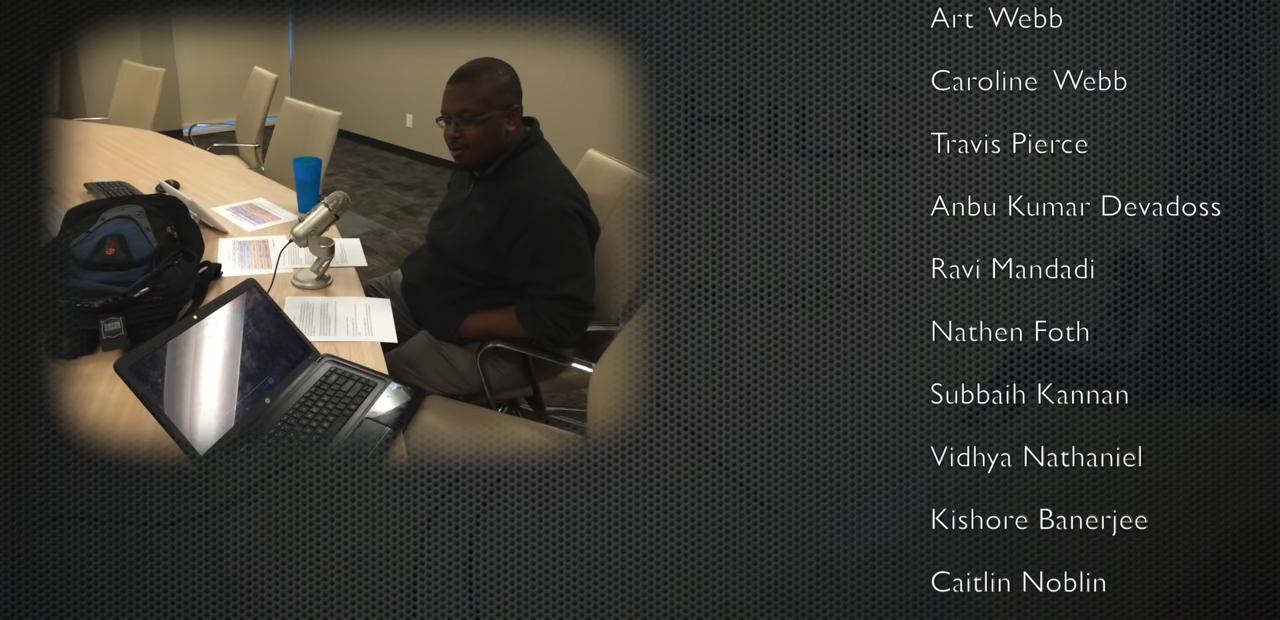 Art Webb
Caroline Webb
Travis Pierce
Anbu Kumar Devadoss
Ravi Mandadi
Nathen Foth
Subbaih Kannan
Vidhya Nathaniel
Kishore Banerjee
Caitlin Noblin